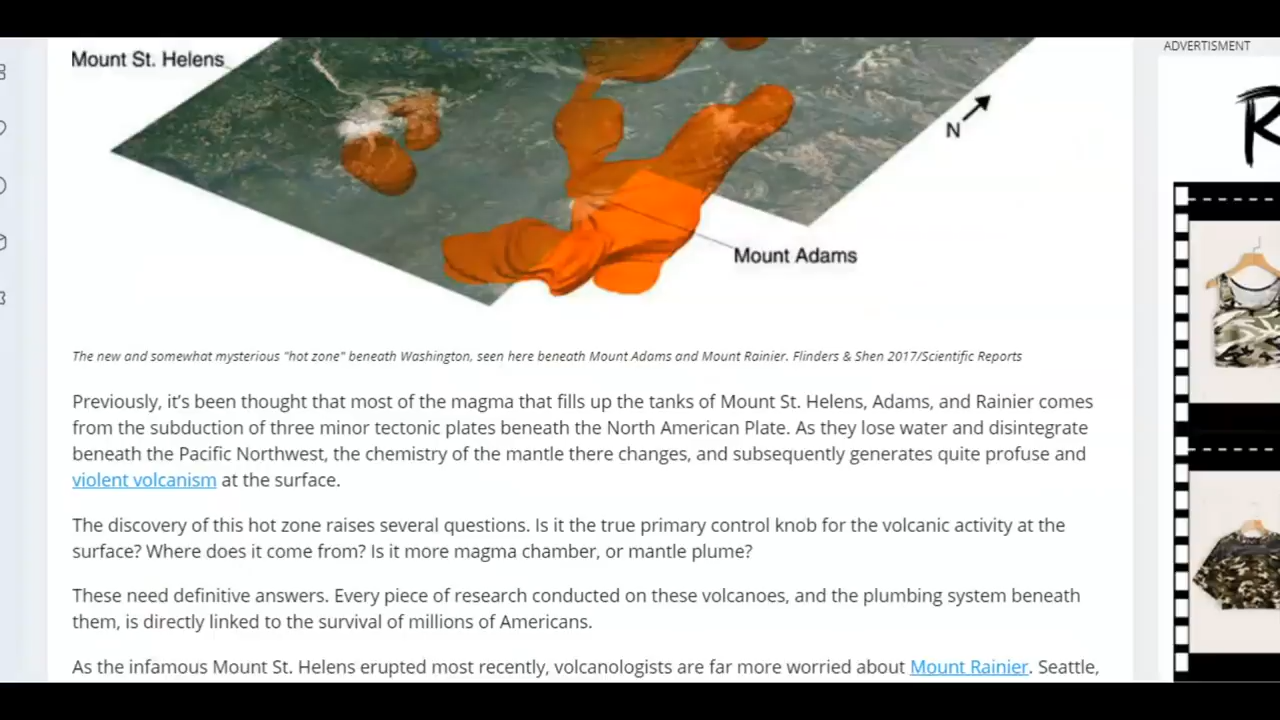 ADVERTISMENT
Mount St. Helens
N
Mount Adams
The new and somewhat mysterious "hot zone" beneath Washington, seen here beneath Mount Adams and Mount Rainier. Flinders & Shen 2017/Scientific Reports
Previously, it’s been thought that most of the magma that fills up the tanks of Mount St. Helens, Adams, and Rainier comes
from the subduction of three minor tectonic plates beneath the North American Plate. As they lose water and disintegrate
beneath the Pacific Northwest, the chemistry of the mantle there changes, and subsequently generates quite profuse and
violent volcanism at the surface.
The discovery of this hot zone raises several questions. Is it the true primary control knob for the volcanic activity at the
surface? Where does it come from? Is it more magma chamber, or mantle plume?
These need definitive answers. Every piece of research conducted on these volcanoes, and the plumbing system beneath
them, is directly linked to the survival of millions of Americans.
As the infamous Mount St. Helens erupted most recently, volcanologists are far more worried about Mount Rainier. Seattle,
R